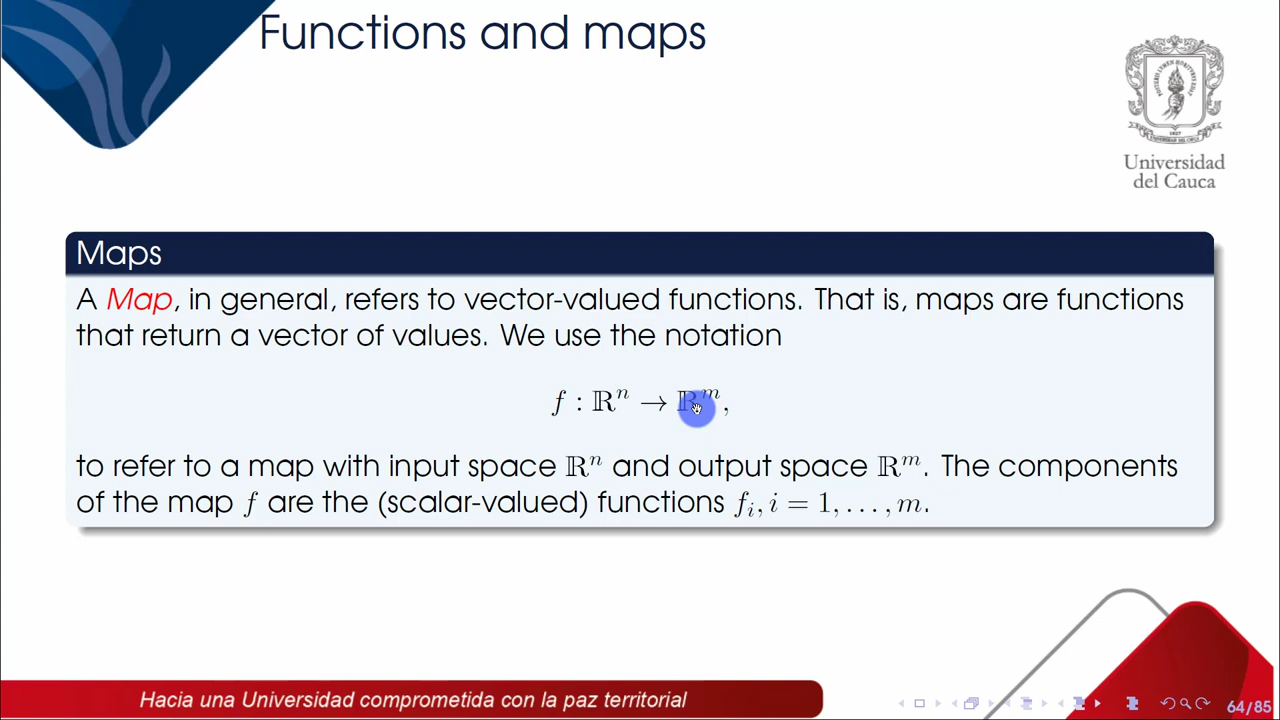 Functions and maps
Universidad
del Cauca
Maps
A Map, in general, refers to vector-valued functions. That is, maps are functions
that return a vector of values. We use the notation
f : ℝⁿ → ℝᵐ,
to refer to a map with input space ℝⁿ and output space ℝᵐ. The components
of the map f are the (scalar-valued) functions fᵢ, i = 1, . . . , m.
Hacia una Universidad comprometida con la paz territorial
64/85